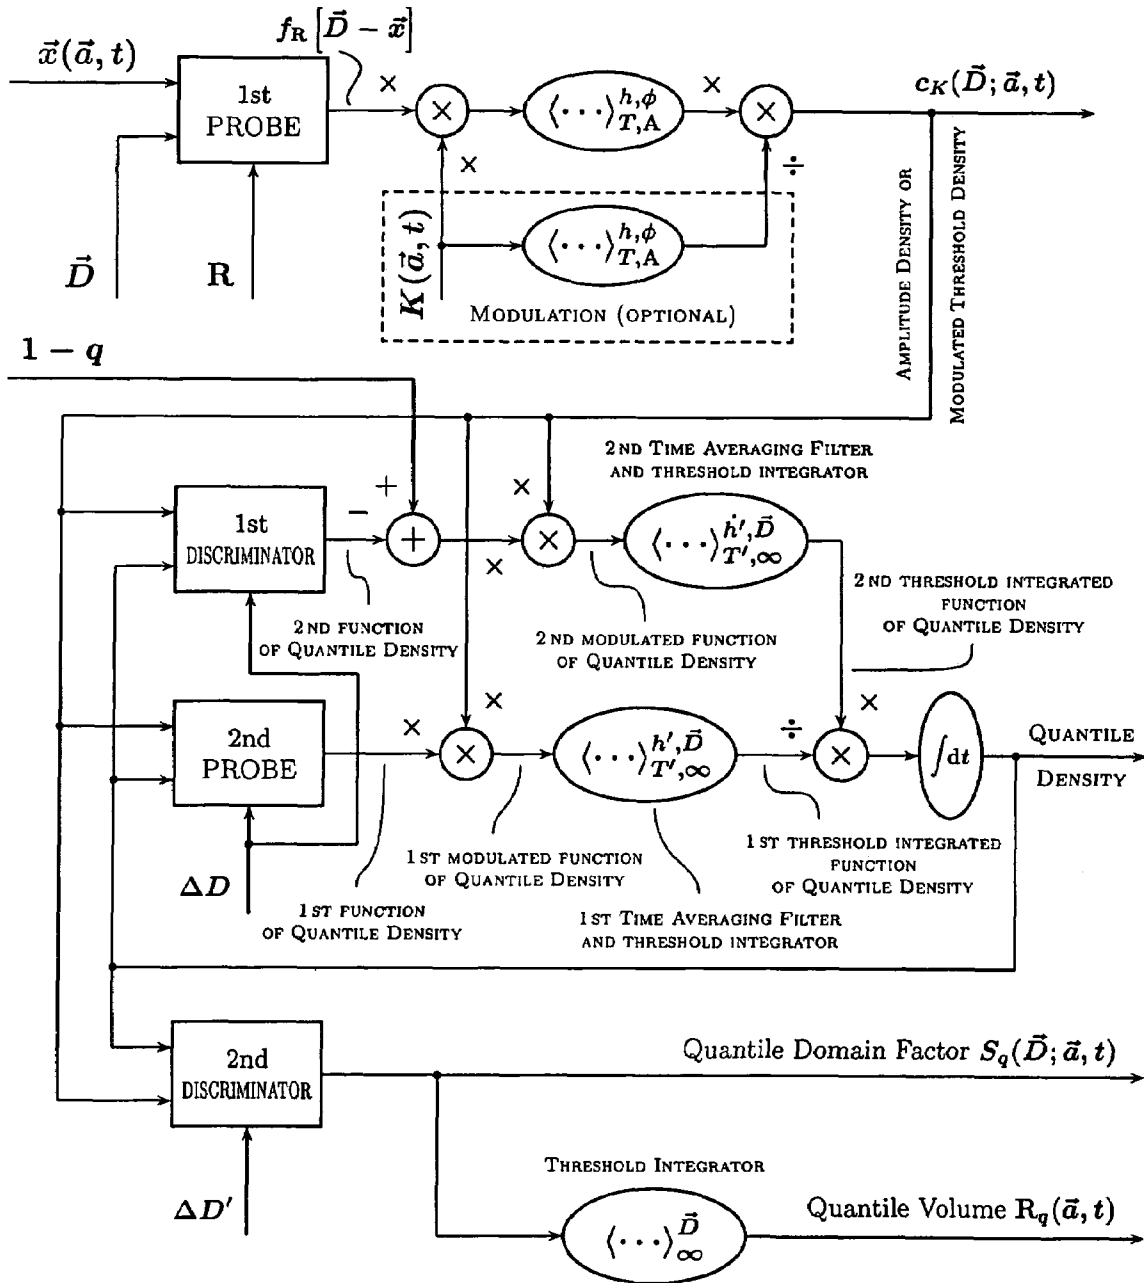 f_R [D⃗ − x⃗]
x⃗(a⃗, t)
1st
PROBE
× × ⟨···⟩^{h,ϕ}_{T,A} × ×
c_K(D⃗; a⃗, t)
×
÷
D⃗
R
K(a⃗, t)
⟨···⟩^{h,ϕ}_{T,A}
MODULATION (OPTIONAL)
AMPLITUDE DENSITY OR
MODULATED THRESHOLD DENSITY
1 − q
2ND TIME AVERAGING FILTER
AND THRESHOLD INTEGRATOR
+
×
1st
DISCRIMINATOR
−
+
×
×
⟨···⟩^{ḣ′,D⃗}_{T′,∞}
2ND FUNCTION
OF QUANTILE DENSITY
2ND MODULATED FUNCTION
OF QUANTILE DENSITY
2ND THRESHOLD INTEGRATED
FUNCTION
OF QUANTILE DENSITY
2nd
PROBE
×
×
×
⟨···⟩^{h′,D⃗}_{T′,∞}
÷
×
×
∫dt
QUANTILE
DENSITY
ΔD
1ST FUNCTION
OF QUANTILE DENSITY
1ST MODULATED FUNCTION
OF QUANTILE DENSITY
1ST TIME AVERAGING FILTER
AND THRESHOLD INTEGRATOR
1ST THRESHOLD INTEGRATED
FUNCTION
OF QUANTILE DENSITY
2nd
DISCRIMINATOR
Quantile Domain Factor S_q(D⃗; a⃗, t)
ΔD′
THRESHOLD INTEGRATOR
⟨···⟩^{D⃗}_{∞}
Quantile Volume R_q(a⃗, t)